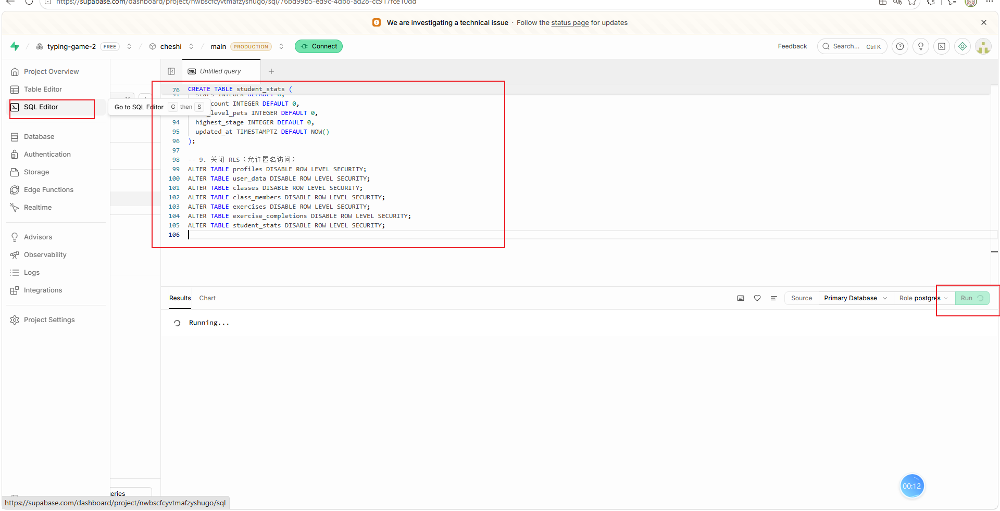 https://supabase.com/dashboard/project/nwbscfcyvtmafzyshugo/sql/76bd99b5-ed9c-4db8-ad28-cc917fce10dd
We are investigating a technical issue · Follow the status page for updates
typing-game-2 FREE / cheshi / main PRODUCTION Connect
Feedback Search... Ctrl K
Project Overview
Table Editor
SQL Editor
Go to SQL Editor G then S
Database
Authentication
Storage
Edge Functions
Realtime
Advisors
Observability
Logs
Integrations
Project Settings
SQL Untitled query
76 CREATE TABLE student_stats (
91 stars INTEGER DEFAULT 0,
count INTEGER DEFAULT 0,
_level_pets INTEGER DEFAULT 0,
94 highest_stage INTEGER DEFAULT 0,
95 updated_at TIMESTAMPTZ DEFAULT NOW()
96 );
97
98 -- 9. 关闭 RLS（允许匿名访问）
99 ALTER TABLE profiles DISABLE ROW LEVEL SECURITY;
100 ALTER TABLE user_data DISABLE ROW LEVEL SECURITY;
101 ALTER TABLE classes DISABLE ROW LEVEL SECURITY;
102 ALTER TABLE class_members DISABLE ROW LEVEL SECURITY;
103 ALTER TABLE exercises DISABLE ROW LEVEL SECURITY;
104 ALTER TABLE exercise_completions DISABLE ROW LEVEL SECURITY;
105 ALTER TABLE student_stats DISABLE ROW LEVEL SECURITY;
106
Results Chart
Source Primary Database Role postgres Run
Running...
00:12
eries
https://supabase.com/dashboard/project/nwbscfcyvtmafzyshugo/sql